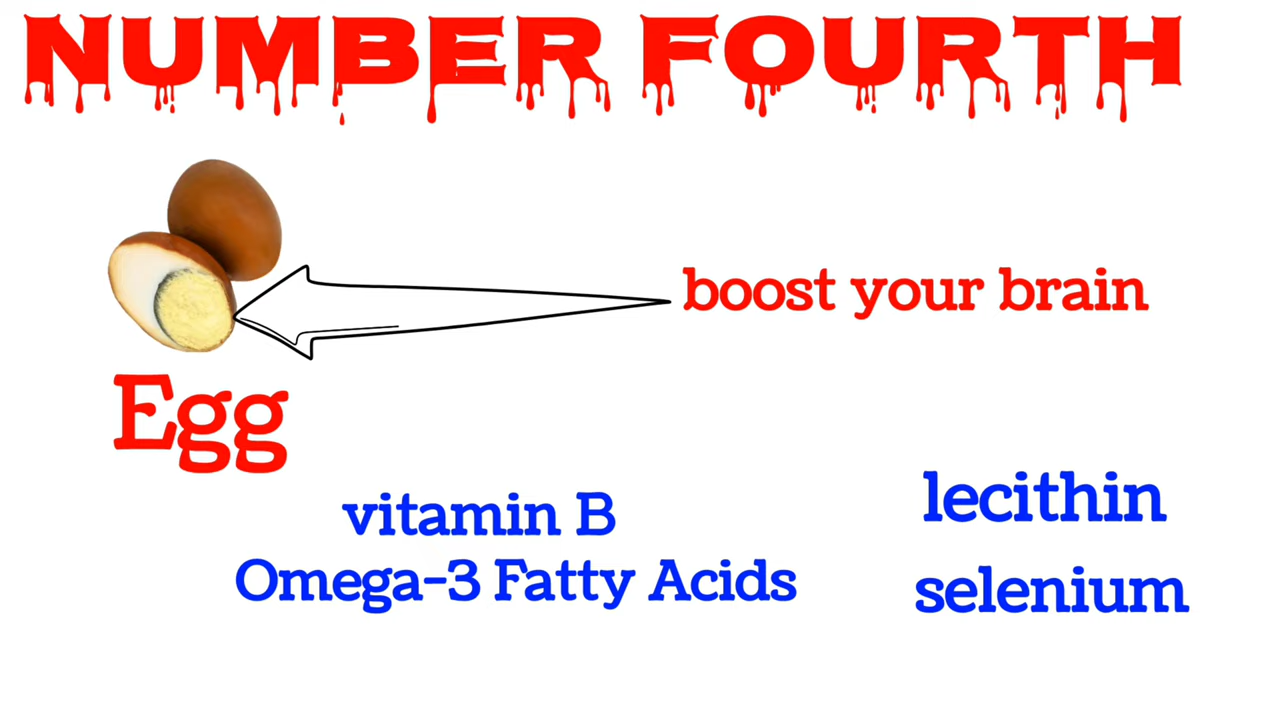 NUMBER FOURTH
boost your brain
Egg
vitamin B
Omega-3 Fatty Acids
lecithin
selenium